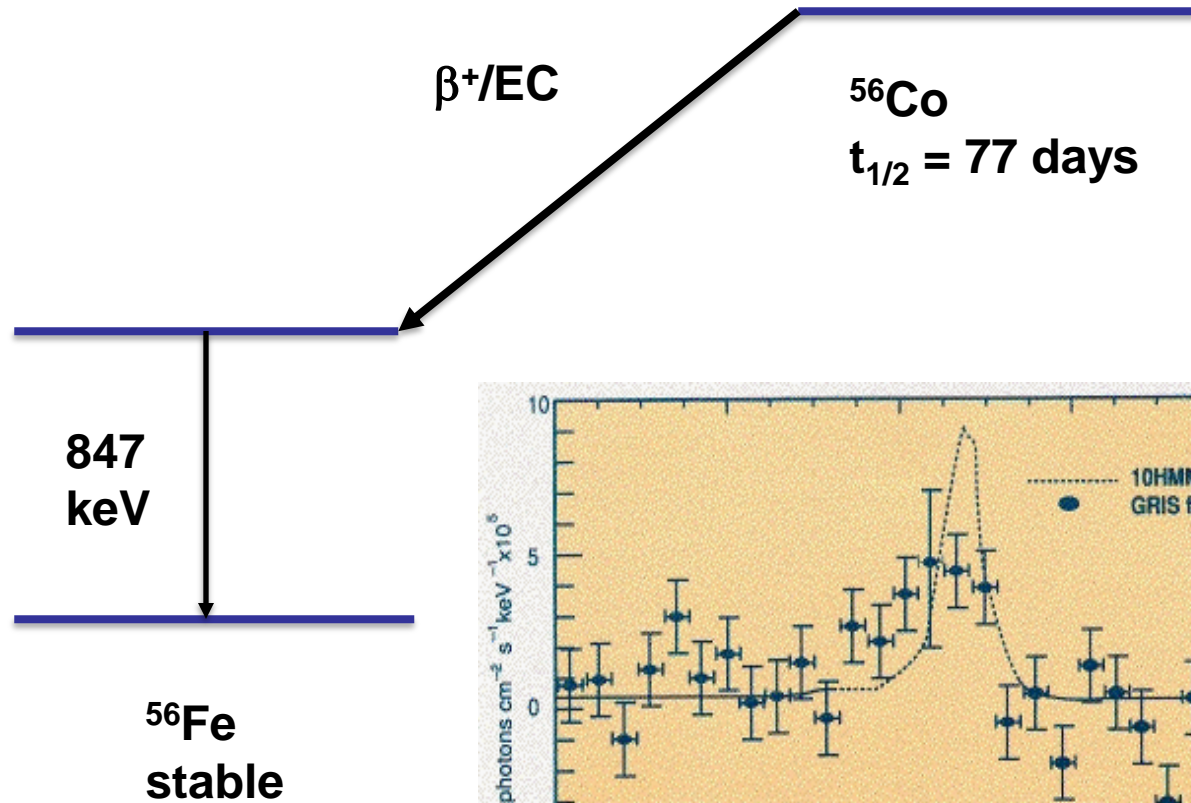 β⁺/EC
⁵⁶Co
t₁/₂ = 77 days
847
keV
⁵⁶Fe
stable
10
5
0
photons cm⁻² s⁻¹ keV⁻¹ x10⁵
GRIS